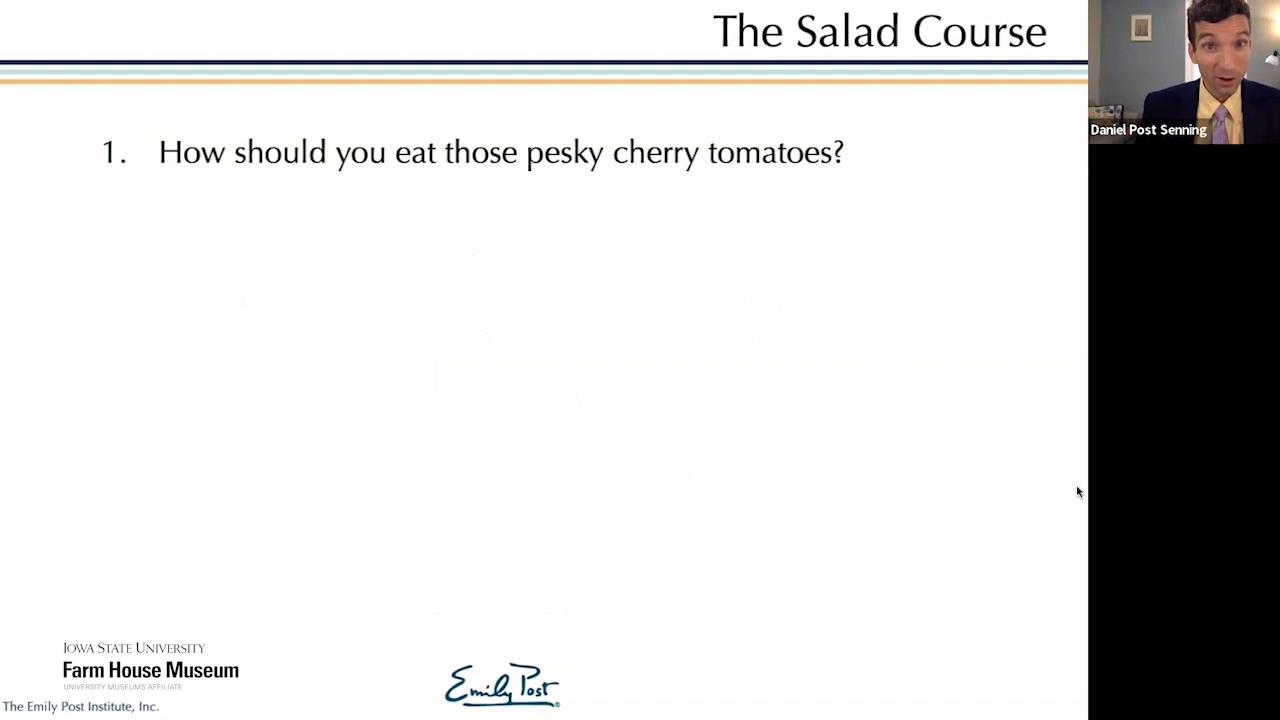 The Salad Course
Daniel Post Senning
1. How should you eat those pesky cherry tomatoes?
IOWA STATE UNIVERSITY
Farm House Museum
UNIVERSITY MUSEUMS AFFILIATE
Emily Post
The Emily Post Institute, Inc.